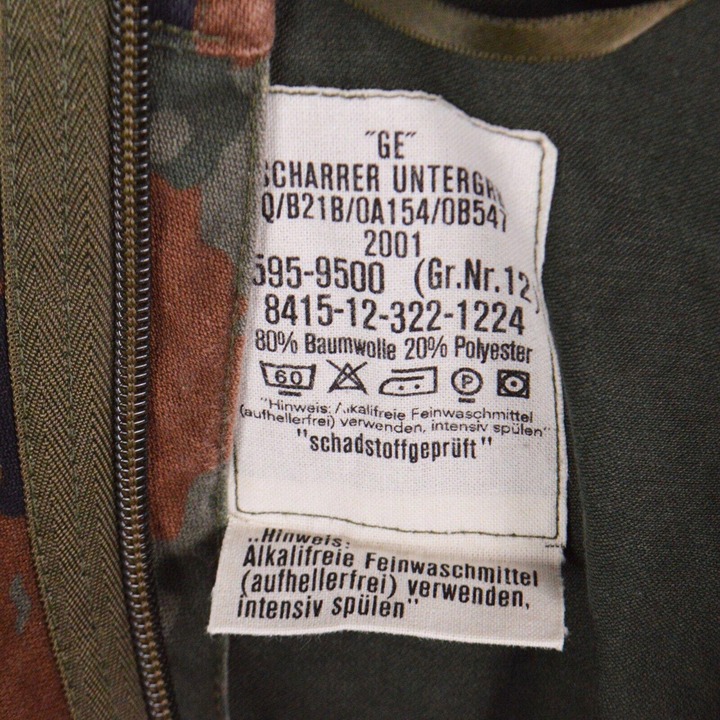 "GE"
SCHARRER UNTERGR
Q/B21B/0A154/0B547
2001
595-9500 (Gr.Nr.12)
8415-12-322-1224
80% Baumwolle 20% Polyester
60 P
"Hinweis: Alkalifreie Feinwaschmittel
(aufhellerfrei) verwenden, intensiv spülen"
"schadstoffgeprüft"
„Hinweis:
Alkalifreie Feinwaschmittel
(aufhellerfrei) verwenden,
intensiv spülen"